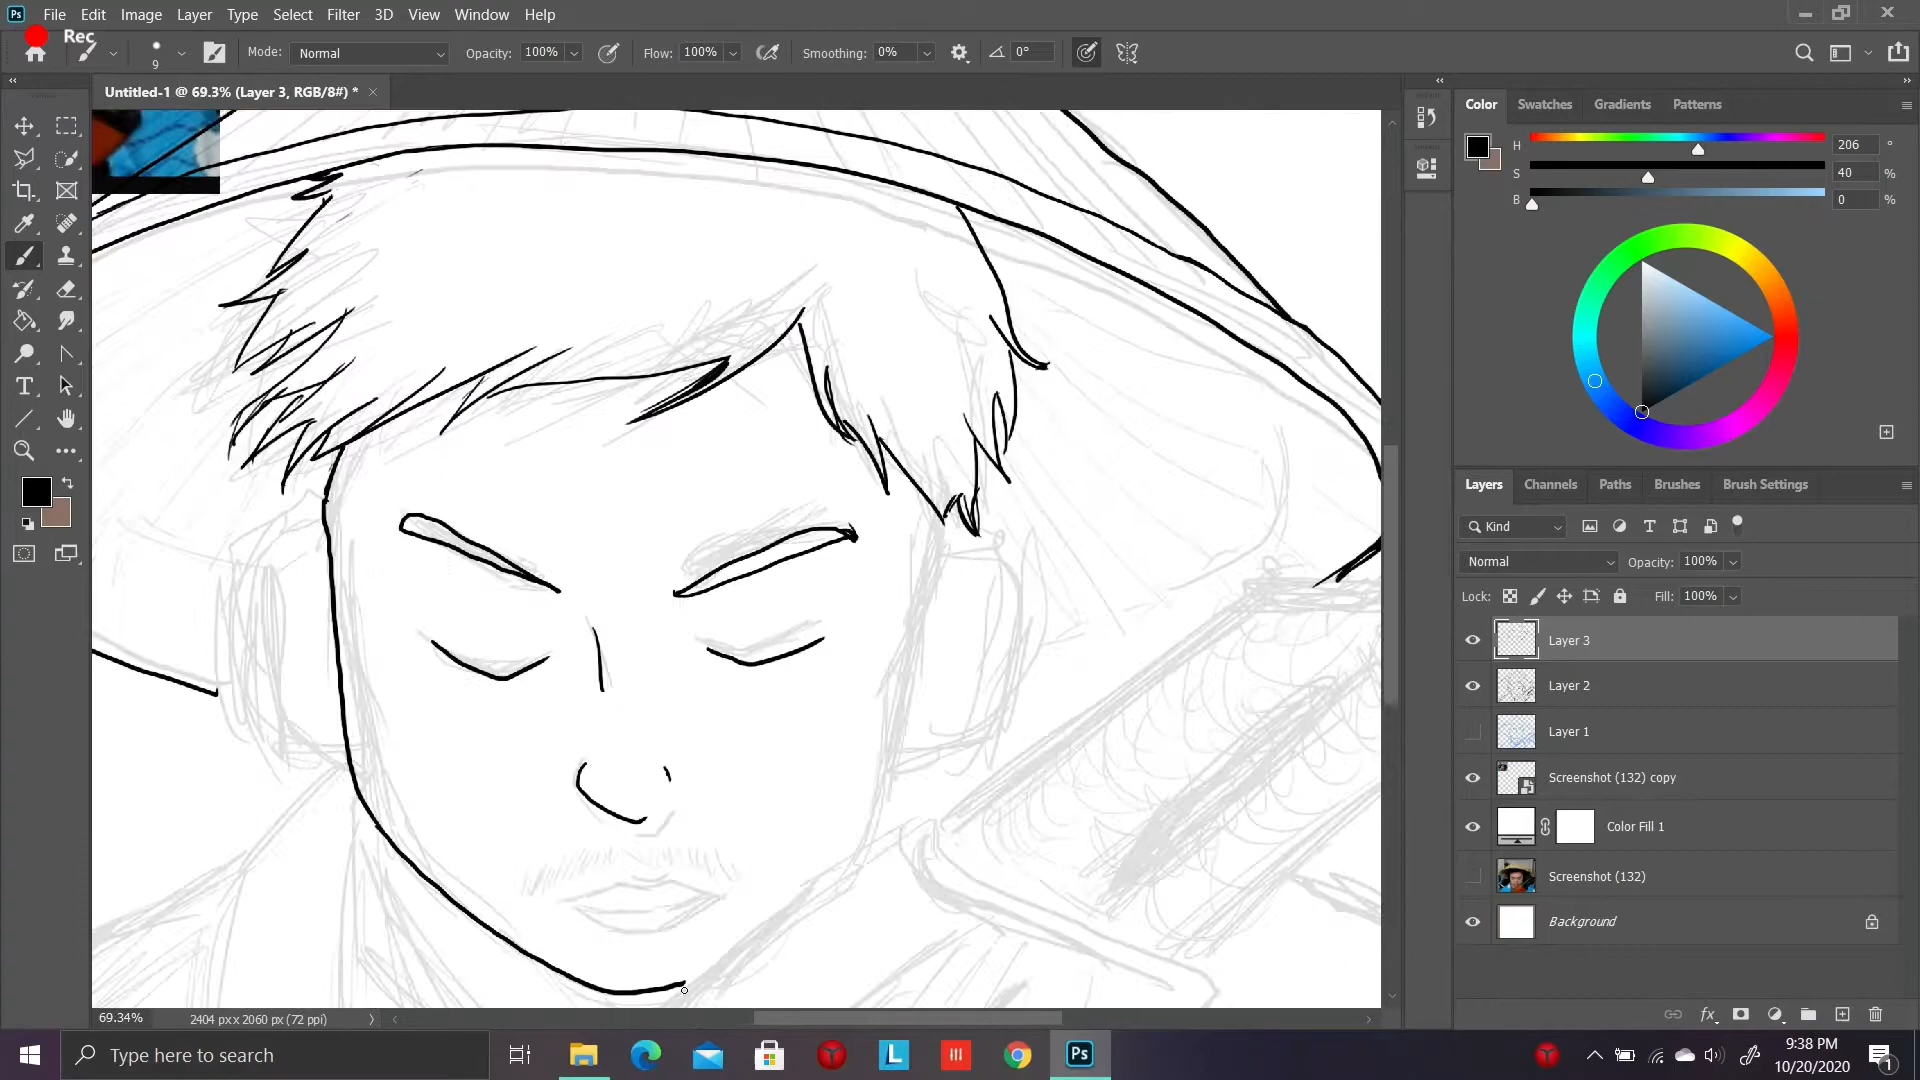 File Edit Image Layer Type Select Filter 3D View Window Help
Rec
9 Mode: Normal Opacity: 100% Flow: 100% Smoothing: 0% 0°
Untitled-1 @ 69.3% (Layer 3, RGB/8#) *
Color Swatches Gradients Patterns
H 206 °
S 40 %
B 0 %
Layers Channels Paths Brushes Brush Settings
Kind
Normal Opacity: 100%
Lock: Fill: 100%
Layer 3
Layer 2
Layer 1
Screenshot (132) copy
Color Fill 1
Screenshot (132)
Background
fx
69.34% 2404 px x 2060 px (72 ppi)
Type here to search
L
Ps
9:38 PM
10/20/2020
1